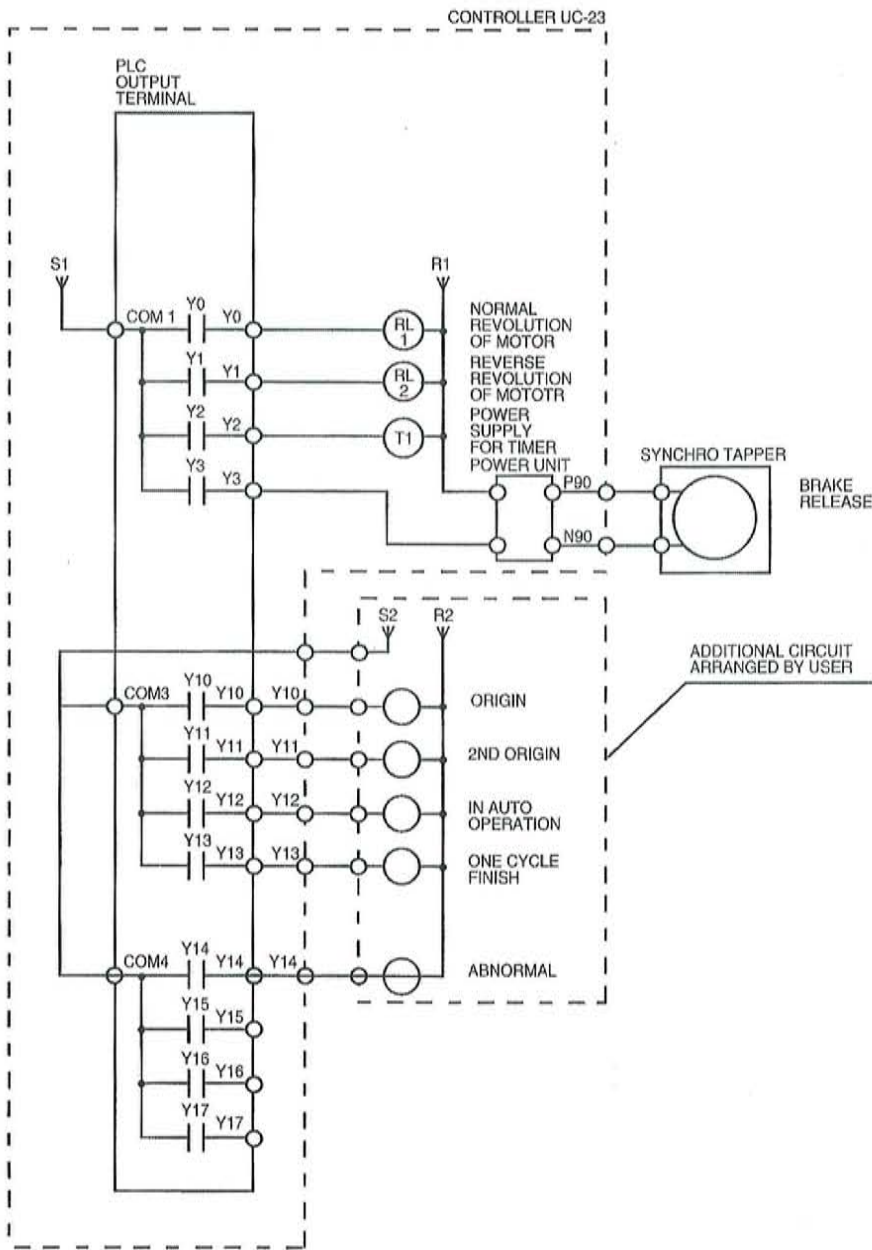 CONTROLLER UC-23
PLC
OUTPUT
TERMINAL
S1
R1
COM 1
Y0
Y0
RL
1
NORMAL
REVOLUTION
OF MOTOR
Y1
Y1
RL
2
REVERSE
REVOLUTION
OF MOTOTR
Y2
Y2
T1
POWER
SUPPLY
FOR TIMER
POWER UNIT
Y3
Y3
P90
N90
SYNCHRO TAPPER
BRAKE
RELEASE
S2
R2
ADDITIONAL CIRCUIT
ARRANGED BY USER
COM3
Y10
Y10
Y10
ORIGIN
Y11
Y11
Y11
2ND ORIGIN
Y12
Y12
Y12
IN AUTO
OPERATION
Y13
Y13
Y13
ONE CYCLE
FINISH
COM4
Y14
Y14
Y14
ABNORMAL
Y15
Y15
Y16
Y16
Y17
Y17